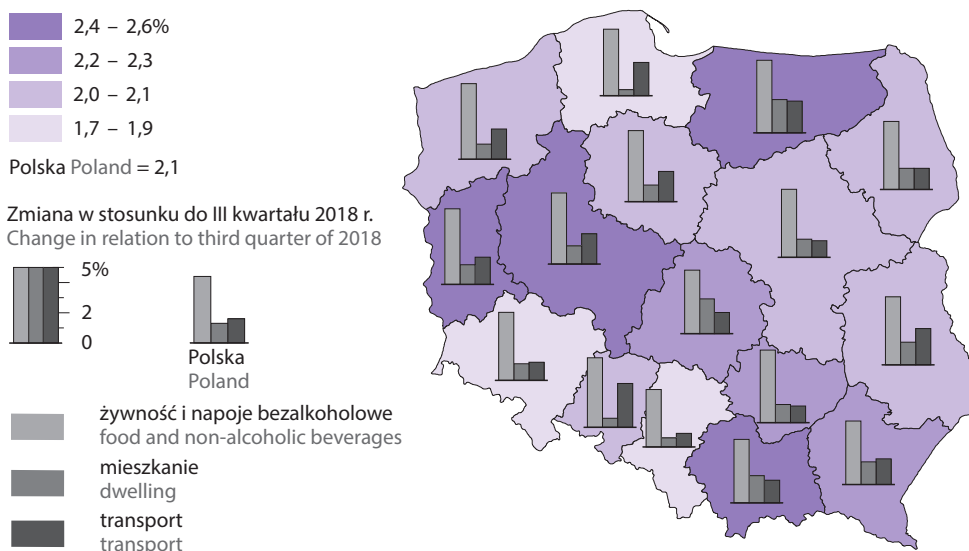 2,4 – 2,6%
2,2 – 2,3
2,0 – 2,1
1,7 – 1,9
Polska Poland = 2,1
Zmiana w stosunku do III kwartału 2018 r.
Change in relation to third quarter of 2018
5%
2
0
Polska
Poland
żywność i napoje bezalkoholowe
food and non-alcoholic beverages
mieszkanie
dwelling
transport
transport